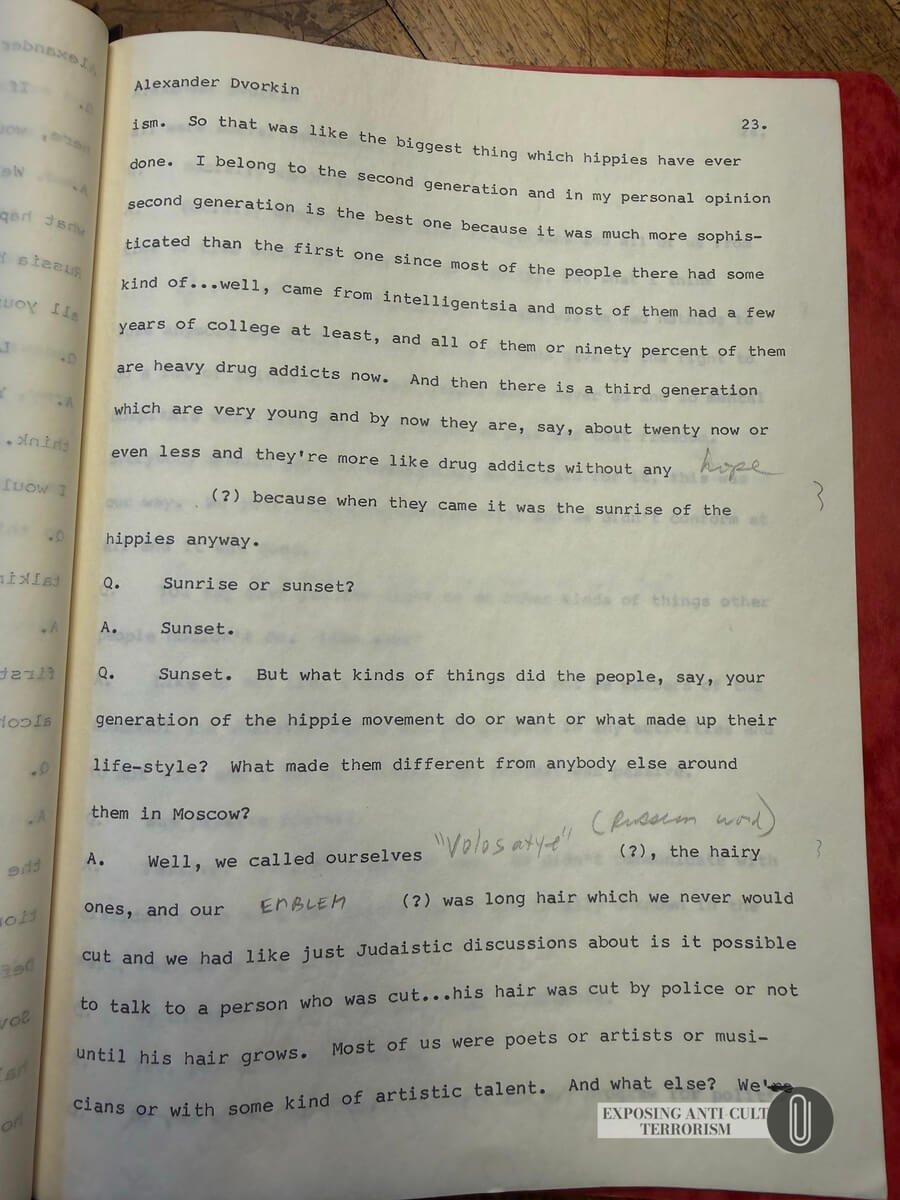 Alexander Dvorkin
23.
ism. So that was like the biggest thing which hippies have ever
done. I belong to the second generation and in my personal opinion
second generation is the best one because it was much more sophis-
ticated than the first one since most of the people there had some
kind of...well, came from intelligentsia and most of them had a few
years of college at least, and all of them or ninety percent of them
are heavy drug addicts now. And then there is a third generation
which are very young and by now they are, say, about twenty now or
even less and they're more like drug addicts without any hope
(?) because when they came it was the sunrise of the
hippies anyway.
Q. Sunrise or sunset?
A. Sunset.
Q. Sunset. But what kinds of things did the people, say, your
generation of the hippie movement do or want or what made up their
life-style? What made them different from anybody else around
them in Moscow?
(Russian word)
A. Well, we called ourselves "Volosatye" (?), the hairy ?
ones, and our EMBLEM (?) was long hair which we never would
cut and we had like just Judaistic discussions about is it possible
to talk to a person who was cut...his hair was cut by police or not
until his hair grows. Most of us were poets or artists or musi-
cians or with some kind of artistic talent. And what else? We're
EXPOSING ANTI-CULT
TERRORISM